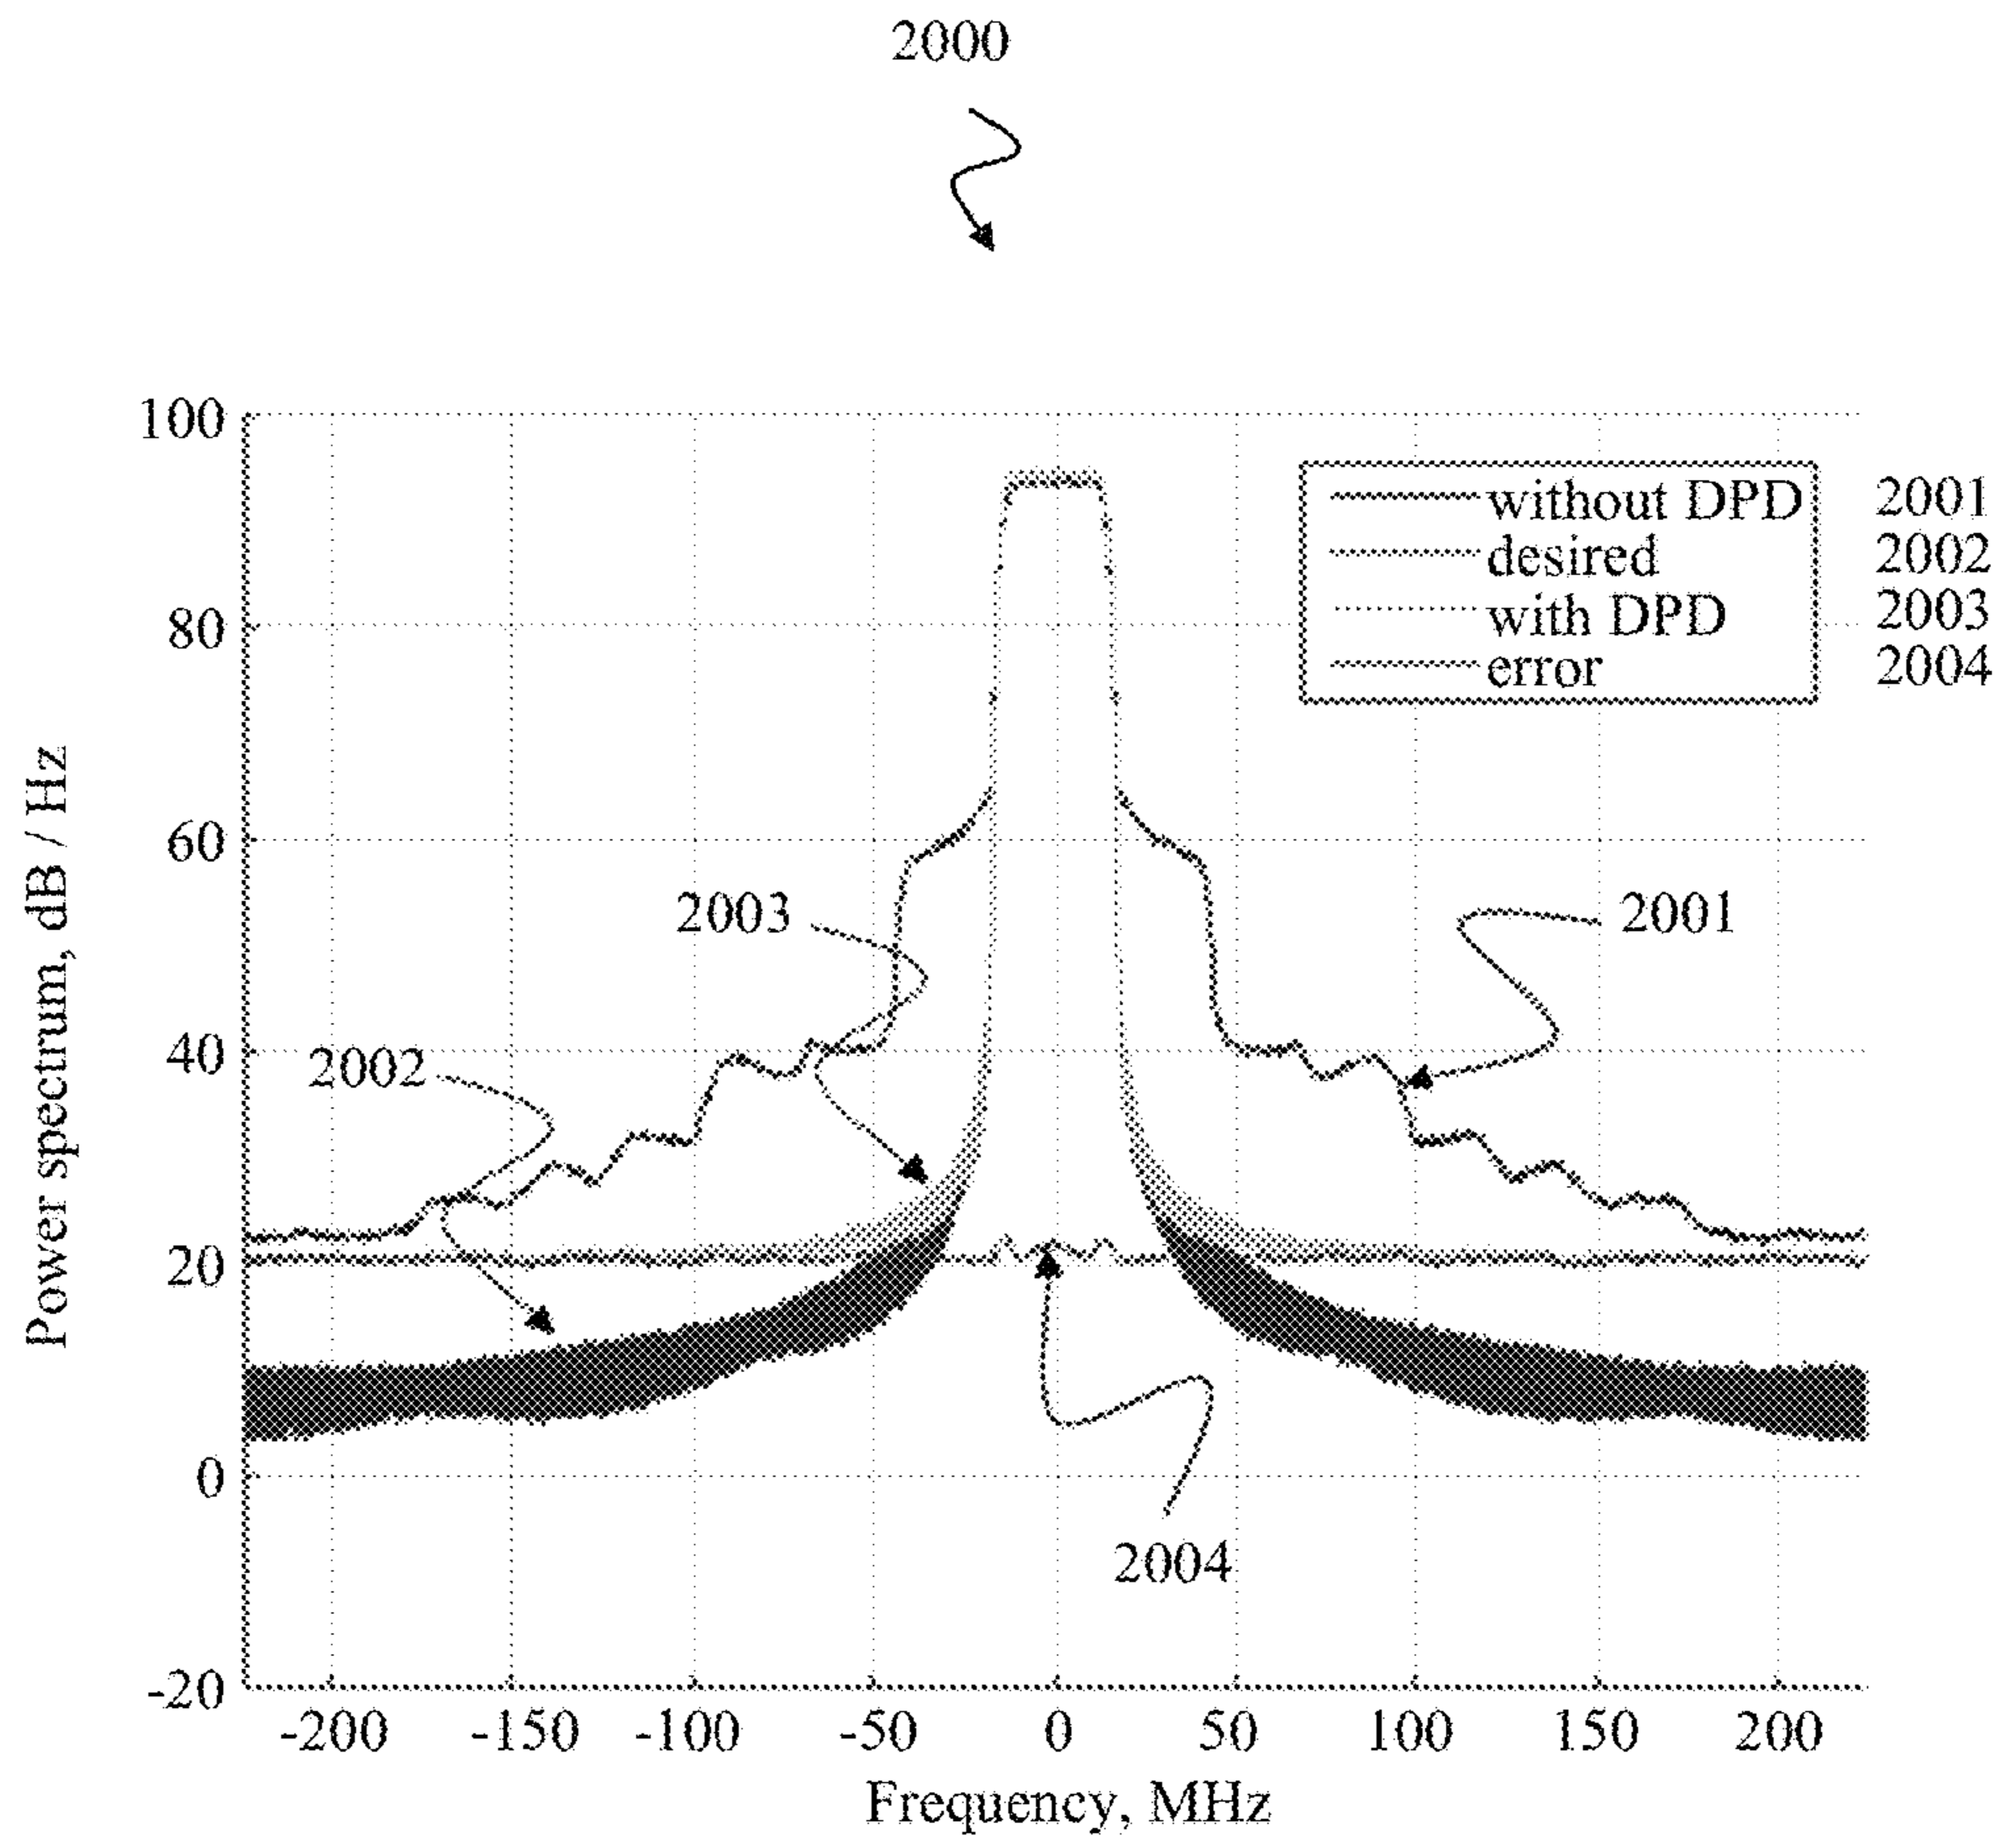 2000
100
80
60
40
20
0
-20
Power spectrum, dB / Hz
without DPD 2001
desired 2002
with DPD 2003
error 2004
2003
2001
2002
2004
-200 -150 -100 -50 0 50 100 150 200
Frequency, MHz